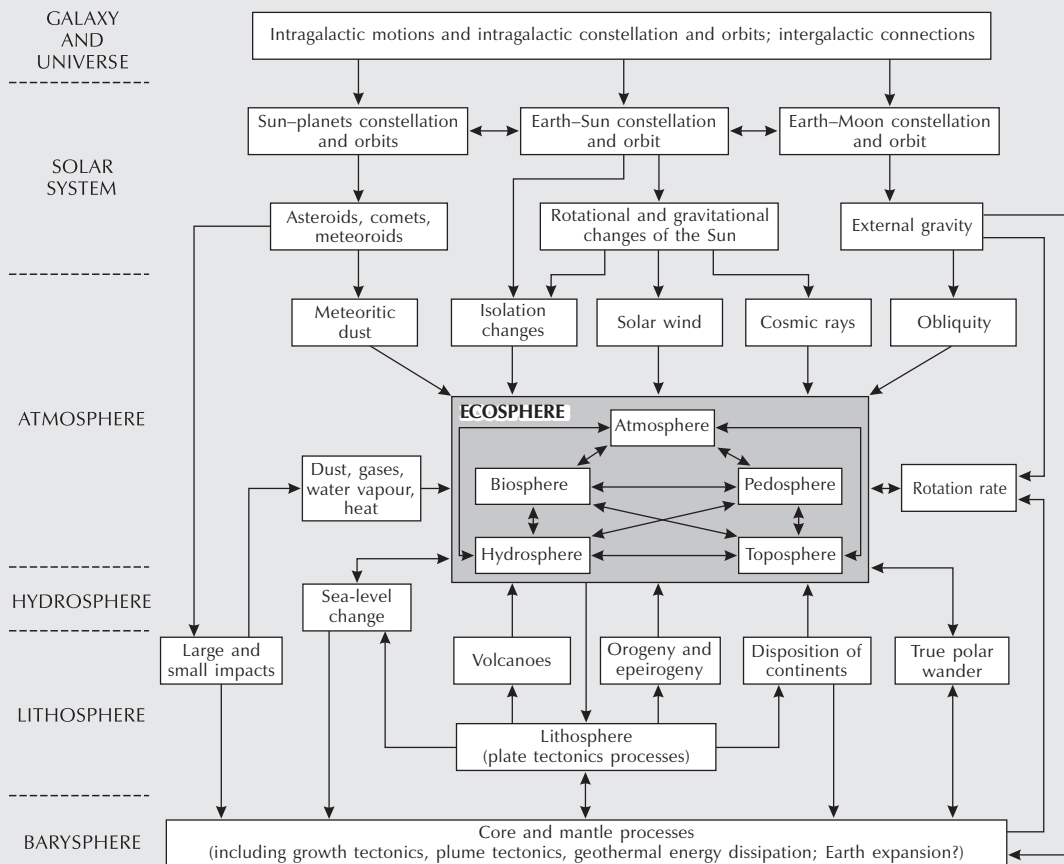 GALAXY
AND
UNIVERSE
Intragalactic motions and intragalactic constellation and orbits; intergalactic connections
SOLAR
SYSTEM
Sun–planets constellation
and orbits
Earth–Sun constellation
and orbit
Earth–Moon constellation
and orbit
Asteroids, comets,
meteoroids
Rotational and gravitational
changes of the Sun
External gravity
ATMOSPHERE
Meteoritic
dust
Isolation
changes
Solar wind
Cosmic rays
Obliquity
ECOSPHERE
Atmosphere
Biosphere
Pedosphere
Hydrosphere
Toposphere
Dust, gases,
water vapour,
heat
Rotation rate
HYDROSPHERE
Sea-level
change
LITHOSPHERE
Large and
small impacts
Volcanoes
Orogeny and
epeirogeny
Disposition of
continents
True polar
wander
Lithosphere
(plate tectonics processes)
BARYSPHERE
Core and mantle processes
(including growth tectonics, plume tectonics, geothermal energy dissipation; Earth expansion?)